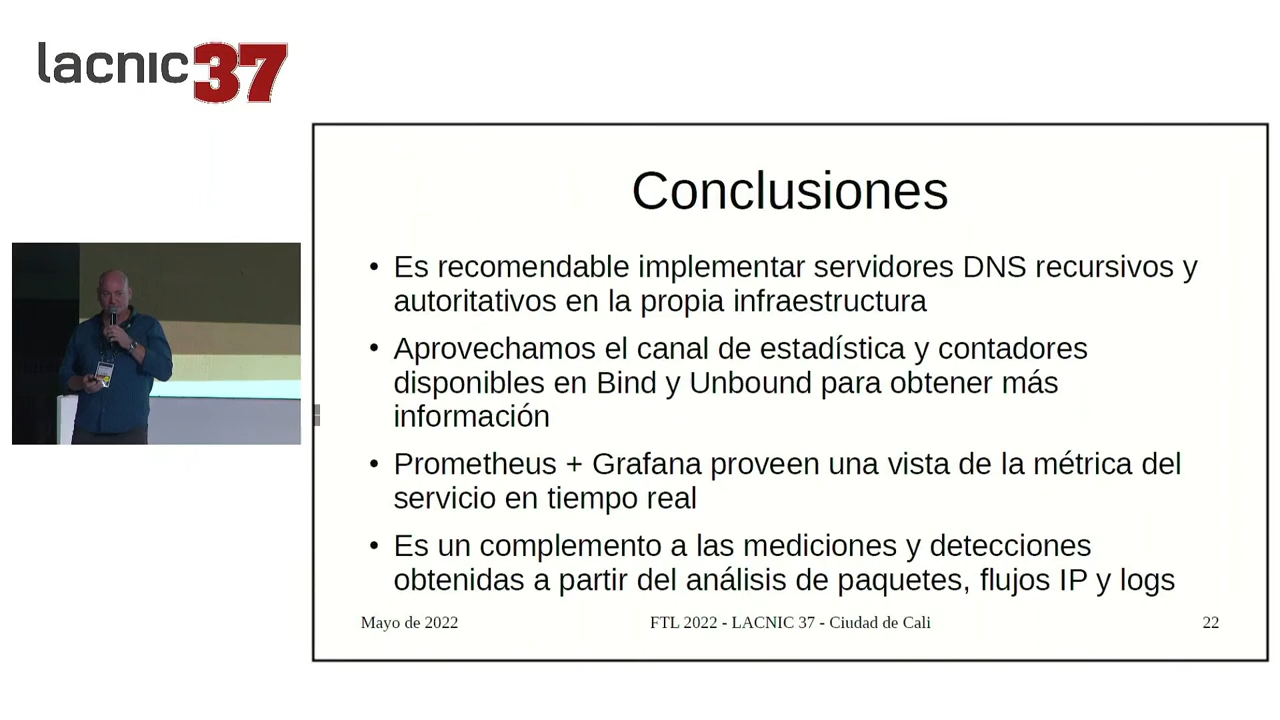 lacnic 37
Conclusiones
• Es recomendable implementar servidores DNS recursivos y
autoritativos en la propia infraestructura
• Aprovechamos el canal de estadística y contadores
disponibles en Bind y Unbound para obtener más
información
• Prometheus + Grafana proveen una vista de la métrica del
servicio en tiempo real
• Es un complemento a las mediciones y detecciones
obtenidas a partir del análisis de paquetes, flujos IP y logs
Mayo de 2022 FTL 2022 - LACNIC 37 - Ciudad de Cali 22